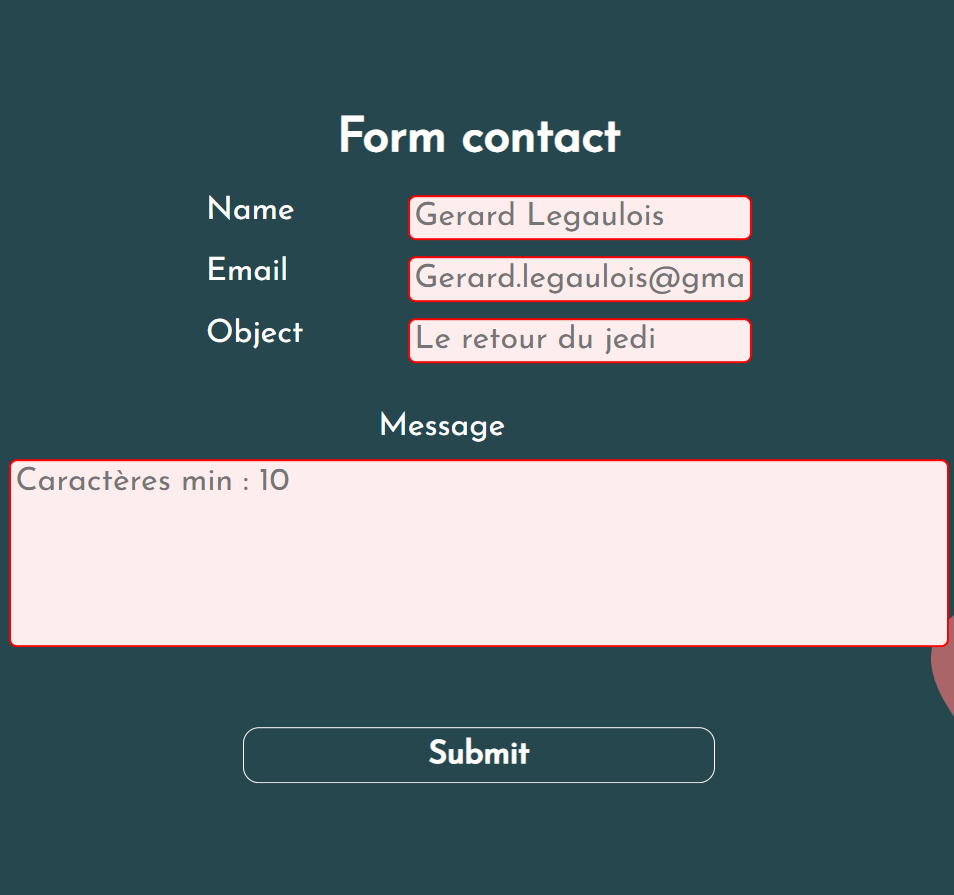 Form contact
Name
Gerard Legaulois
Email
Gerard.legaulois@gma
Object
Le retour du jedi
Message
Caractères min : 10
Submit